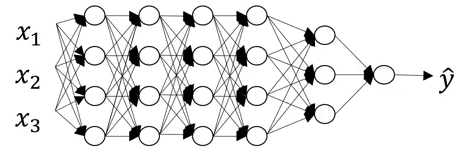 x₁
x₂
ŷ
x₃